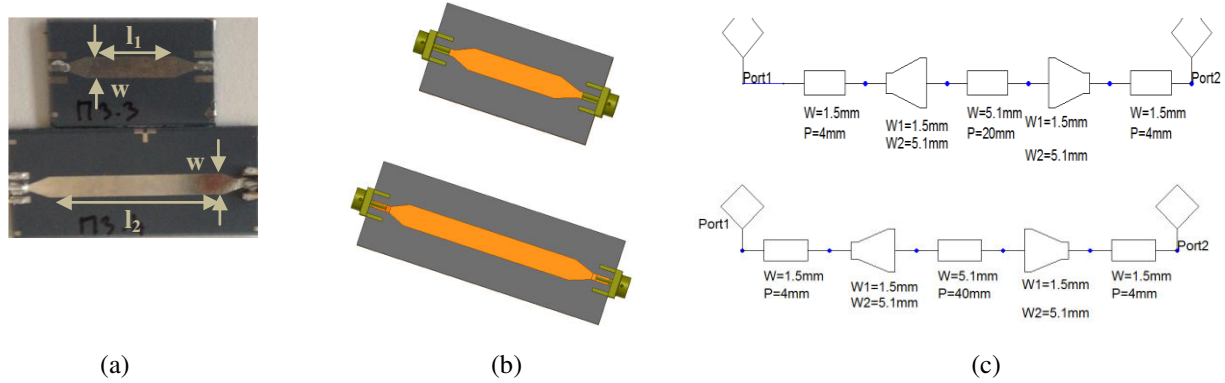 l₁
w
ПЗ.3
w
l₂
Port1
Port2
W=1.5mm
P=4mm
W1=1.5mm
W2=5.1mm
W=5.1mm
P=20mm
W1=1.5mm
W2=5.1mm
W=1.5mm
P=4mm
Port1
Port2
W=1.5mm
P=4mm
W1=1.5mm
W2=5.1mm
W=5.1mm
P=40mm
W1=1.5mm
W2=5.1mm
W=1.5mm
P=4mm
(a)
(b)
(c)